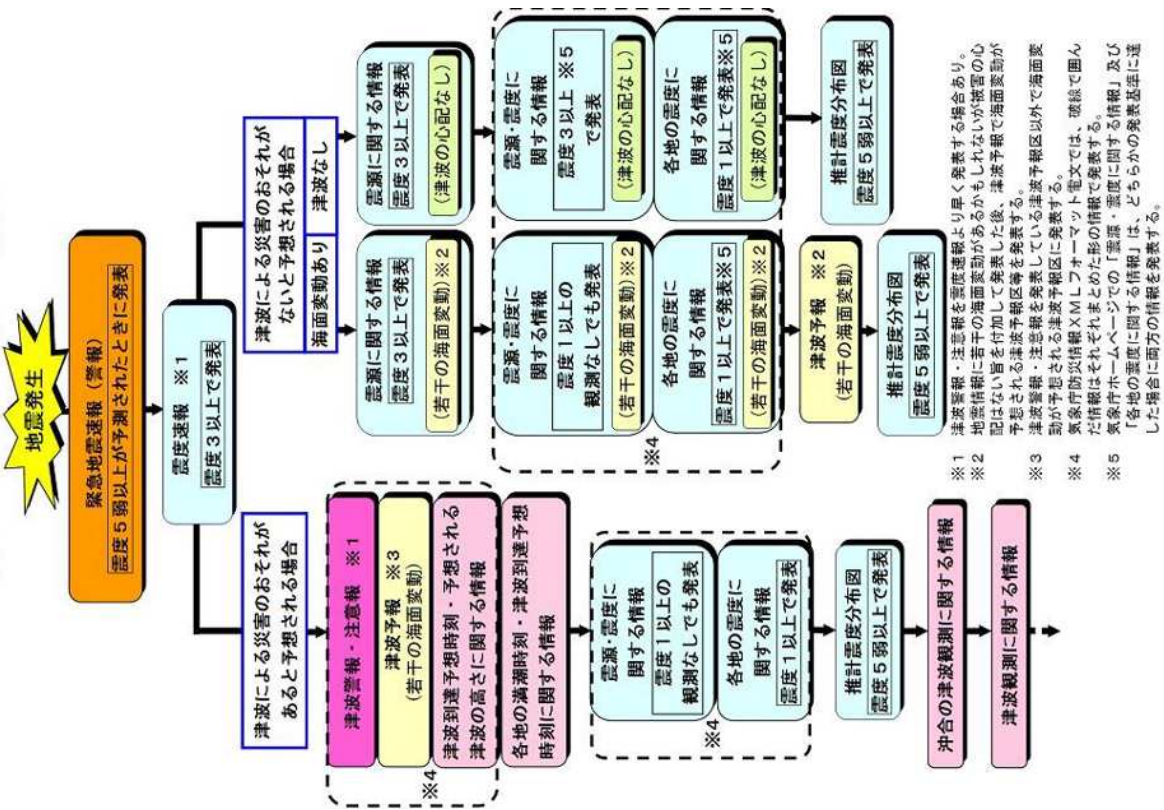 地震発生
緊急地震速報（警報）
震度５弱以上が予測されたときに発表
震度速報 ※１
震度３以上で発表
津波による災害のおそれが
あると予想される場合
津波警報・注意報 ※１
津波予報 ※３
（若干の海面変動）
津波到達予想時刻・予想される
津波の高さに関する情報
※４
各地の満潮時刻・津波到達予想
時刻に関する情報
震源・震度に
関する情報
震度１以上の
観測なしでも発表
各地の震度に
関する情報
震度１以上で発表
※４
推計震度分布図
震度５弱以上で発表
沖合の津波観測に関する情報
津波観測に関する情報
津波による災害のおそれが
ないと予想される場合
海面変動あり
津波なし
震源に関する情報
震度３以上で発表
（若干の海面変動）※２
震源・震度に
関する情報
震度１以上の
観測なしでも発表
（若干の海面変動）※２
各地の震度に
関する情報
震度１以上で発表※５
（若干の海面変動）※２
※４
津波予報 ※２
（若干の海面変動）
推計震度分布図
震度５弱以上で発表
震源に関する情報
震度３以上で発表
（津波の心配なし）
震源・震度に
関する情報
震度３以上 ※５
で発表
（津波の心配なし）
各地の震度に
関する情報
震度１以上で発表※５
（津波の心配なし）
推計震度分布図
震度５弱以上で発表
※１ 津波警報・注意報を震度速報より早く発表する場合あり。
※２ 地震情報に若干の海面変動があるかもしれないが被害の心
配はない旨を付加して発表した後、津波予報で海面変動が
予想される津波予報区等を発表する。
※３ 津波警報・注意報を発表している津波予報区以外で海面変
動が予想される津波予報区に発表する。
※４ 気象庁防災情報ＸＭＬフォーマット電文では、破線で囲ん
だ情報はそれぞれまとめた形の情報で発表する。
※５ 気象庁ホームページでの「震源・震度に関する情報」及び
「各地の震度に関する情報」は、どちらかの発表基準に達
した場合に両方の情報を発表する。